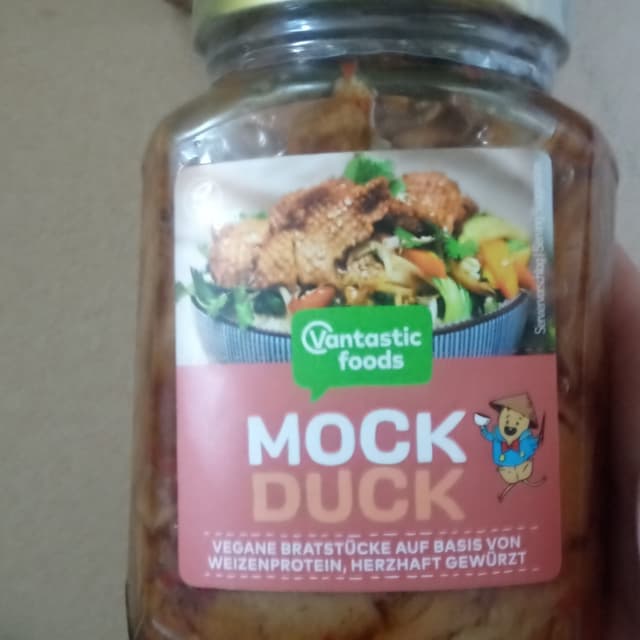 Vantastic
foods
MOCK
DUCK
VEGANE BRATSTÜCKE AUF BASIS VON
WEIZENPROTEIN, HERZHAFT GEWÜRZT